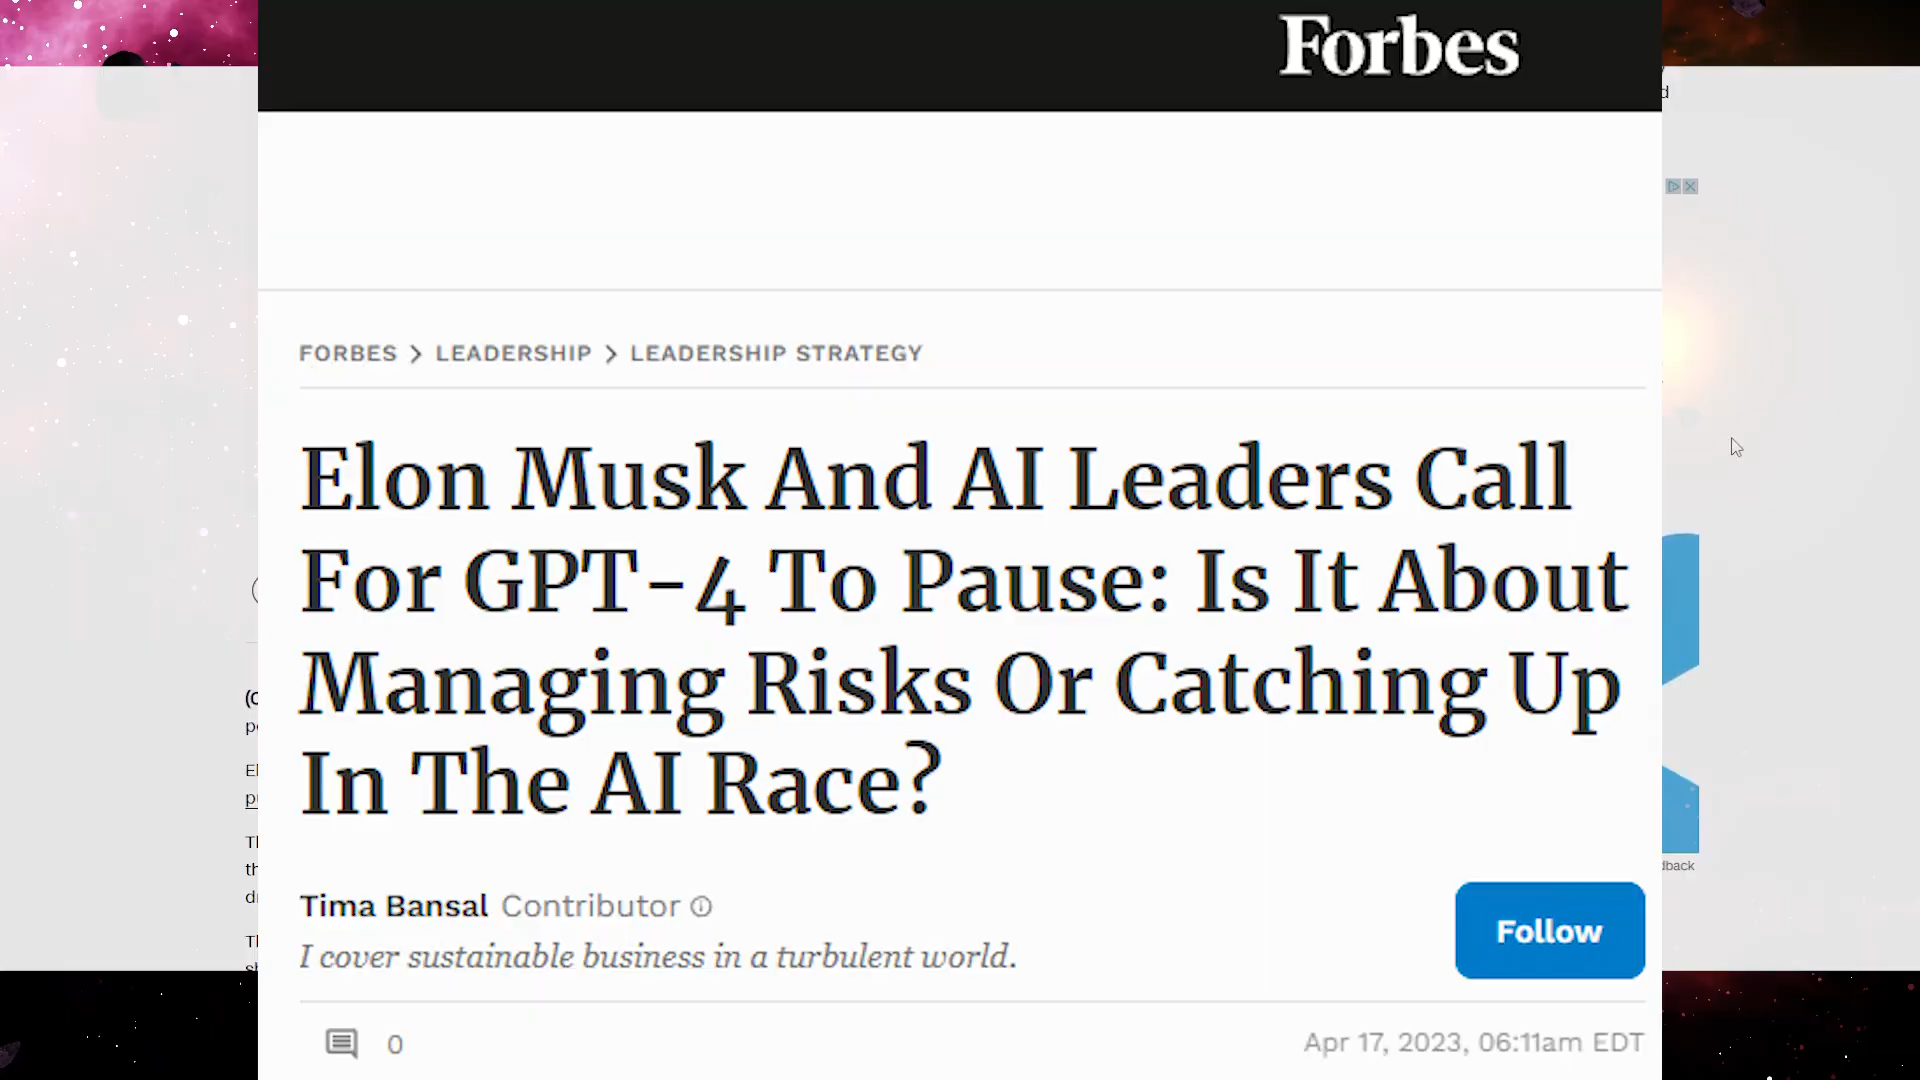 Forbes
FORBES > LEADERSHIP > LEADERSHIP STRATEGY
Elon Musk And AI Leaders Call
For GPT-4 To Pause: Is It About
Managing Risks Or Catching Up
In The AI Race?
Tima Bansal Contributor
I cover sustainable business in a turbulent world.
Follow
0
Apr 17, 2023, 06:11am EDT